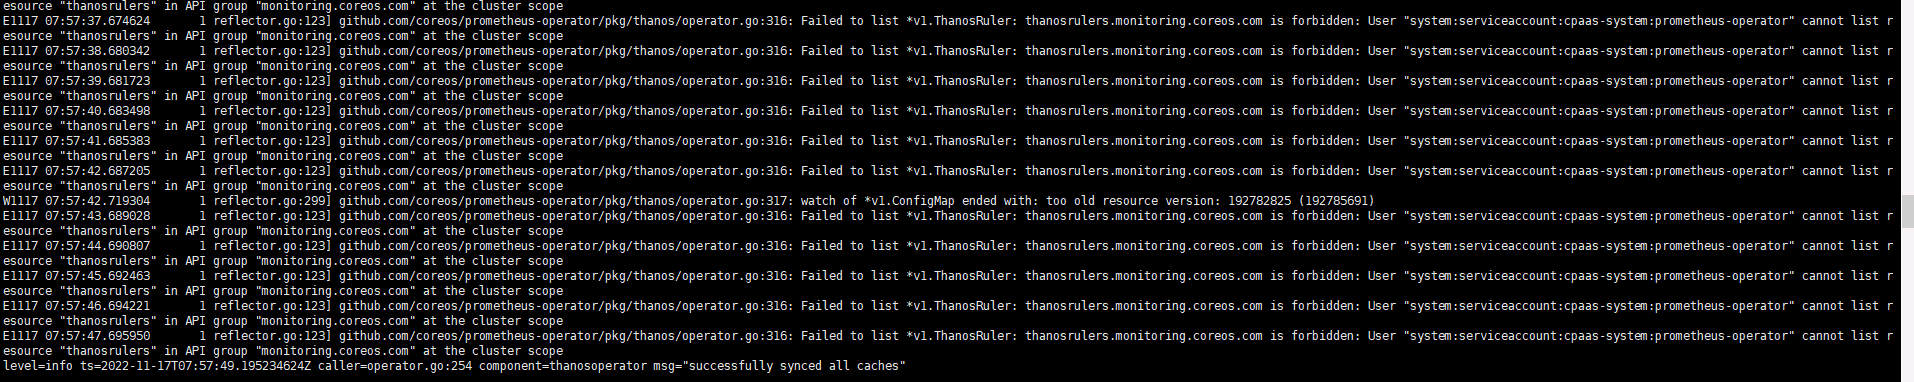 esource "thanosrulers" in API group "monitoring.coreos.com" at the cluster scope
E1117 07:57:37.674624       1 reflector.go:123] github.com/coreos/prometheus-operator/pkg/thanos/operator.go:316: Failed to list *v1.ThanosRuler: thanosrulers.monitoring.coreos.com is forbidden: User "system:serviceaccount:cpaas-system:prometheus-operator" cannot list r
esource "thanosrulers" in API group "monitoring.coreos.com" at the cluster scope
E1117 07:57:38.680342       1 reflector.go:123] github.com/coreos/prometheus-operator/pkg/thanos/operator.go:316: Failed to list *v1.ThanosRuler: thanosrulers.monitoring.coreos.com is forbidden: User "system:serviceaccount:cpaas-system:prometheus-operator" cannot list r
esource "thanosrulers" in API group "monitoring.coreos.com" at the cluster scope
E1117 07:57:39.681723       1 reflector.go:123] github.com/coreos/prometheus-operator/pkg/thanos/operator.go:316: Failed to list *v1.ThanosRuler: thanosrulers.monitoring.coreos.com is forbidden: User "system:serviceaccount:cpaas-system:prometheus-operator" cannot list r
esource "thanosrulers" in API group "monitoring.coreos.com" at the cluster scope
E1117 07:57:40.683498       1 reflector.go:123] github.com/coreos/prometheus-operator/pkg/thanos/operator.go:316: Failed to list *v1.ThanosRuler: thanosrulers.monitoring.coreos.com is forbidden: User "system:serviceaccount:cpaas-system:prometheus-operator" cannot list r
esource "thanosrulers" in API group "monitoring.coreos.com" at the cluster scope
E1117 07:57:41.685383       1 reflector.go:123] github.com/coreos/prometheus-operator/pkg/thanos/operator.go:316: Failed to list *v1.ThanosRuler: thanosrulers.monitoring.coreos.com is forbidden: User "system:serviceaccount:cpaas-system:prometheus-operator" cannot list r
esource "thanosrulers" in API group "monitoring.coreos.com" at the cluster scope
E1117 07:57:42.687205       1 reflector.go:123] github.com/coreos/prometheus-operator/pkg/thanos/operator.go:316: Failed to list *v1.ThanosRuler: thanosrulers.monitoring.coreos.com is forbidden: User "system:serviceaccount:cpaas-system:prometheus-operator" cannot list r
esource "thanosrulers" in API group "monitoring.coreos.com" at the cluster scope
W1117 07:57:42.719304       1 reflector.go:299] github.com/coreos/prometheus-operator/pkg/thanos/operator.go:317: watch of *v1.ConfigMap ended with: too old resource version: 192782825 (192785691)
E1117 07:57:43.689028       1 reflector.go:123] github.com/coreos/prometheus-operator/pkg/thanos/operator.go:316: Failed to list *v1.ThanosRuler: thanosrulers.monitoring.coreos.com is forbidden: User "system:serviceaccount:cpaas-system:prometheus-operator" cannot list r
esource "thanosrulers" in API group "monitoring.coreos.com" at the cluster scope
E1117 07:57:44.690807       1 reflector.go:123] github.com/coreos/prometheus-operator/pkg/thanos/operator.go:316: Failed to list *v1.ThanosRuler: thanosrulers.monitoring.coreos.com is forbidden: User "system:serviceaccount:cpaas-system:prometheus-operator" cannot list r
esource "thanosrulers" in API group "monitoring.coreos.com" at the cluster scope
E1117 07:57:45.692463       1 reflector.go:123] github.com/coreos/prometheus-operator/pkg/thanos/operator.go:316: Failed to list *v1.ThanosRuler: thanosrulers.monitoring.coreos.com is forbidden: User "system:serviceaccount:cpaas-system:prometheus-operator" cannot list r
esource "thanosrulers" in API group "monitoring.coreos.com" at the cluster scope
E1117 07:57:46.694221       1 reflector.go:123] github.com/coreos/prometheus-operator/pkg/thanos/operator.go:316: Failed to list *v1.ThanosRuler: thanosrulers.monitoring.coreos.com is forbidden: User "system:serviceaccount:cpaas-system:prometheus-operator" cannot list r
esource "thanosrulers" in API group "monitoring.coreos.com" at the cluster scope
E1117 07:57:47.695950       1 reflector.go:123] github.com/coreos/prometheus-operator/pkg/thanos/operator.go:316: Failed to list *v1.ThanosRuler: thanosrulers.monitoring.coreos.com is forbidden: User "system:serviceaccount:cpaas-system:prometheus-operator" cannot list r
esource "thanosrulers" in API group "monitoring.coreos.com" at the cluster scope
level=info ts=2022-11-17T07:57:49.195234624Z caller=operator.go:254 component=thanosoperator msg="successfully synced all caches"